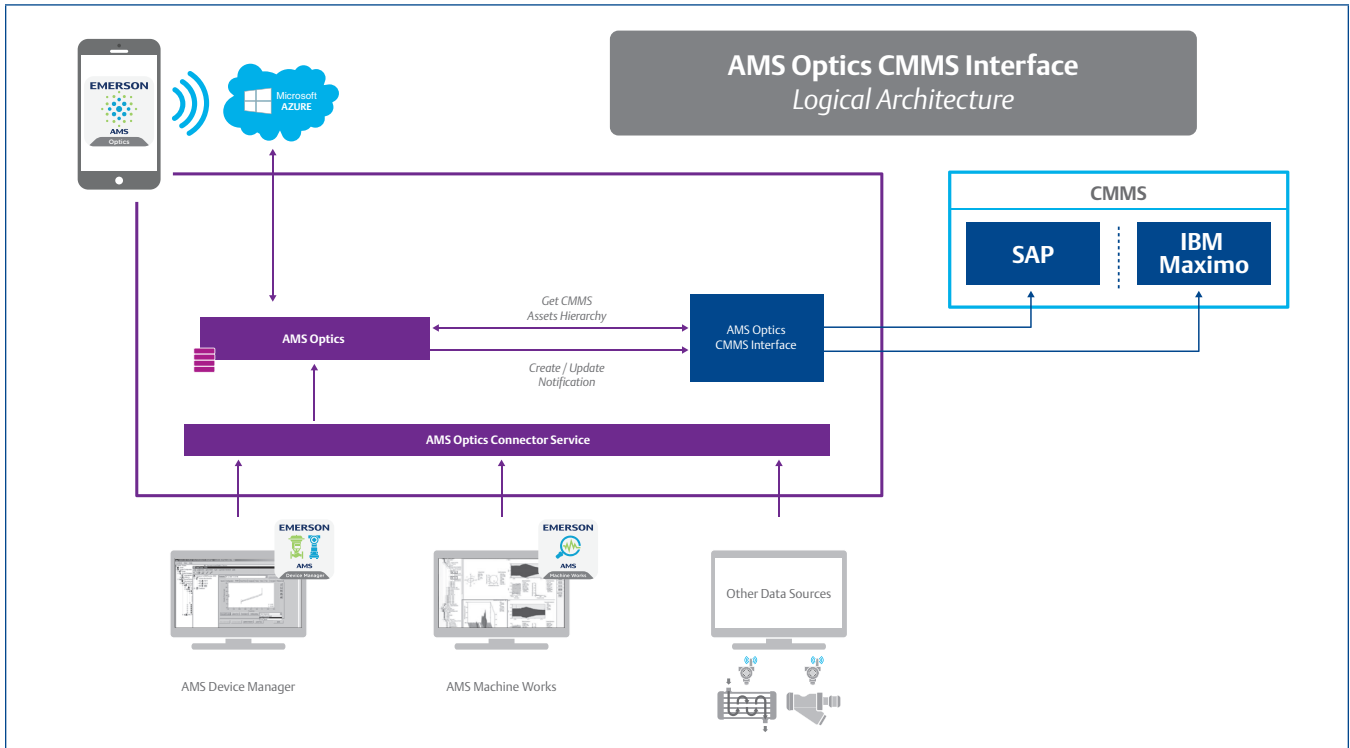 AMS Optics CMMS Interface
Logical Architecture
EMERSON
AMS
Optics
Microsoft
AZURE
CMMS
SAP
IBM
Maximo
Get CMMS
Assets Hierarchy
AMS Optics
AMS Optics
CMMS Interface
Create / Update
Notification
AMS Optics Connector Service
EMERSON
AMS
Device Manager
EMERSON
AMS
Machine Works
Other Data Sources
AMS Device Manager
AMS Machine Works